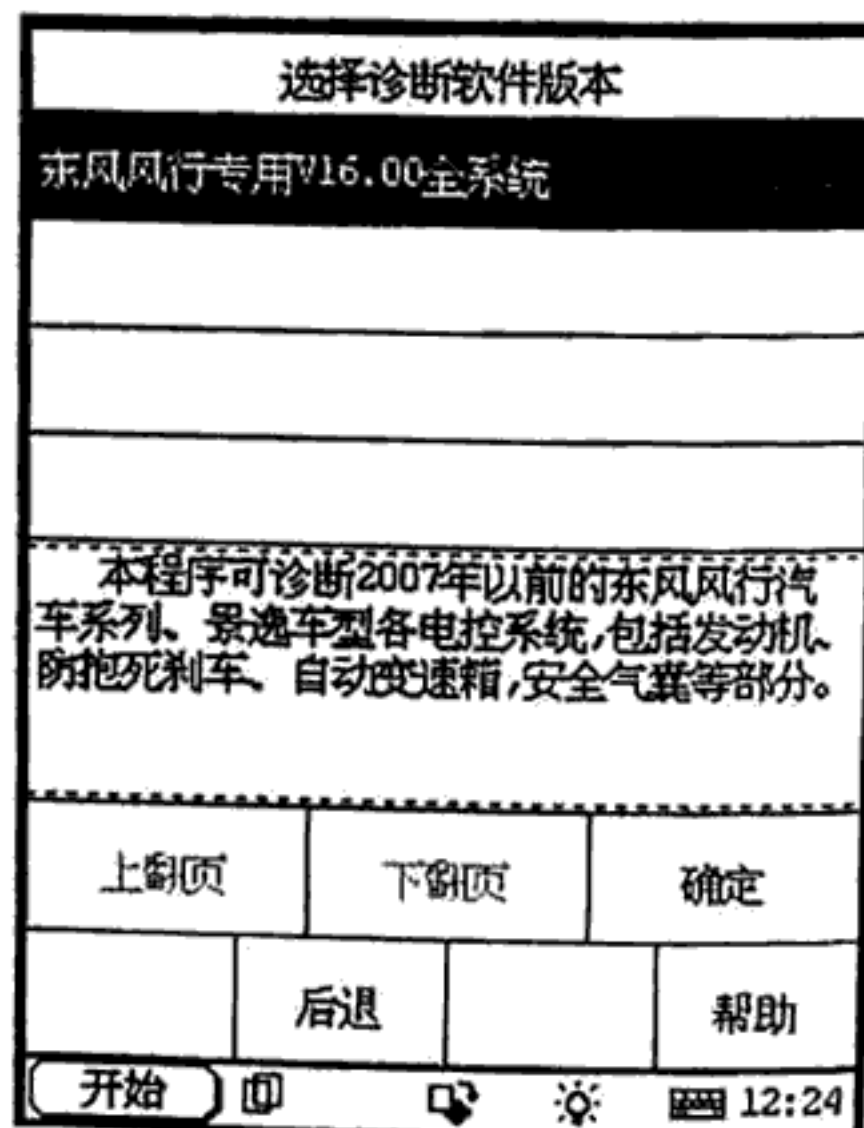 选择诊断软件版本
东风风行专用V16.00全系统
本程序可诊断2007年以前的东风风行汽
车系列、景逸车型各电控系统,包括发动机、
防抱死刹车、自动变速箱,安全气囊等部分。
上翻页 下翻页 确定
后退 帮助
开始 12:24